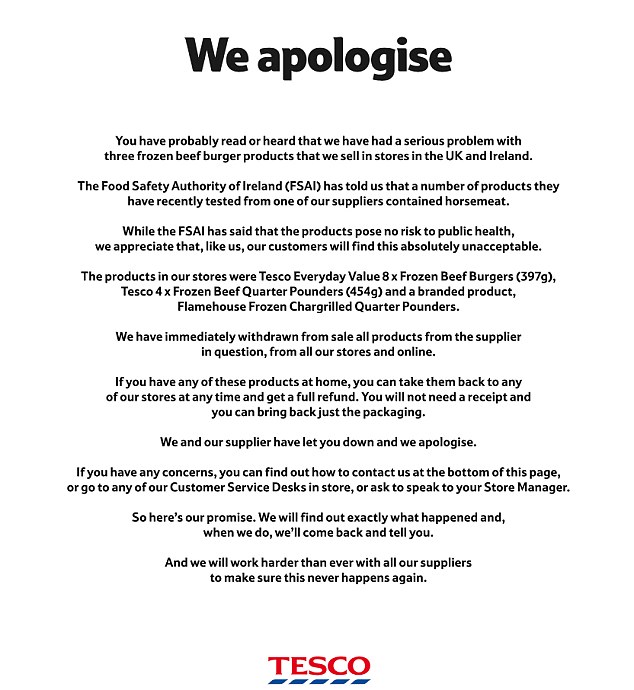 We apologise
You have probably read or heard that we have had a serious problem with
three frozen beef burger products that we sell in stores in the UK and Ireland.
The Food Safety Authority of Ireland (FSAI) has told us that a number of products they
have recently tested from one of our suppliers contained horsemeat.
While the FSAI has said that the products pose no risk to public health,
we appreciate that, like us, our customers will find this absolutely unacceptable.
The products in our stores were Tesco Everyday Value 8 x Frozen Beef Burgers (397g),
Tesco 4 x Frozen Beef Quarter Pounders (454g) and a branded product,
Flamehouse Frozen Chargrilled Quarter Pounders.
We have immediately withdrawn from sale all products from the supplier
in question, from all our stores and online.
If you have any of these products at home, you can take them back to any
of our stores at any time and get a full refund. You will not need a receipt and
you can bring back just the packaging.
We and our supplier have let you down and we apologise.
If you have any concerns, you can find out how to contact us at the bottom of this page,
or go to any of our Customer Service Desks in store, or ask to speak to your Store Manager.
So here's our promise. We will find out exactly what happened and,
when we do, we'll come back and tell you.
And we will work harder than ever with all our suppliers
to make sure this never happens again.
TESCO